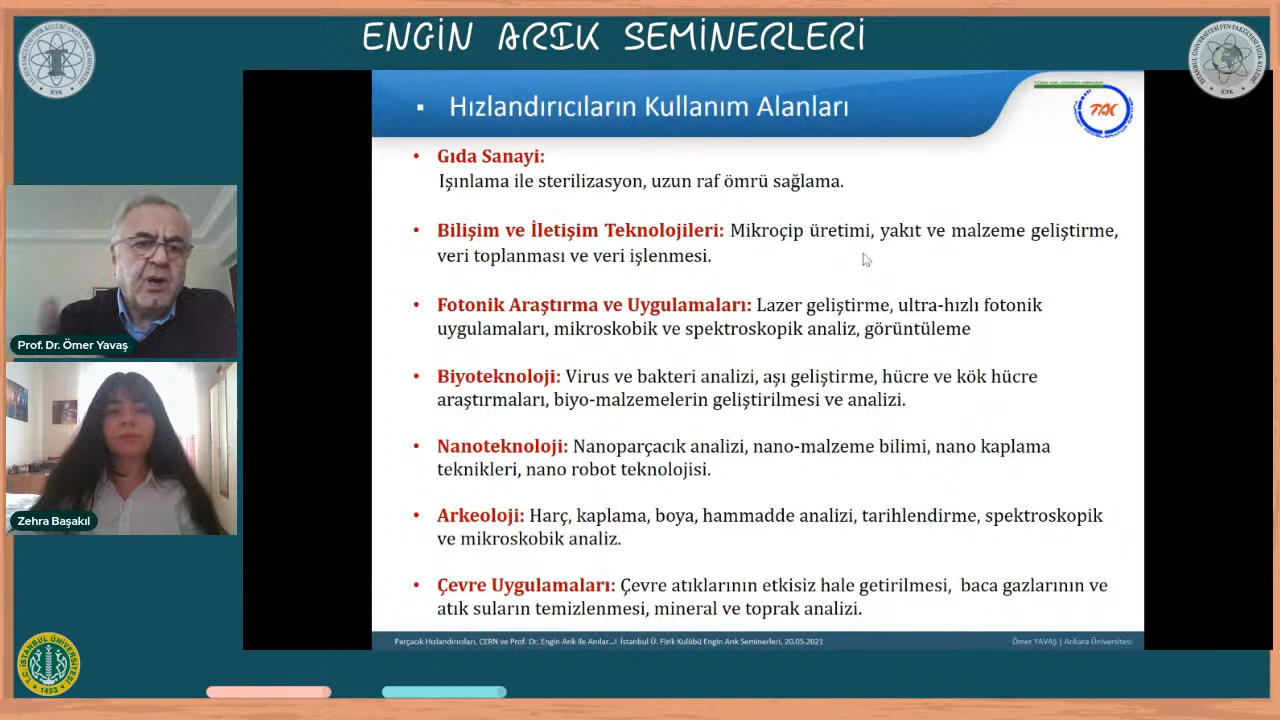 ENGİN ARIK SEMİNERLERİ
Hızlandırıcıların Kullanım Alanları
TAC
• Gıda Sanayi:
Işınlama ile sterilizasyon, uzun raf ömrü sağlama.
• Bilişim ve İletişim Teknolojileri: Mikroçip üretimi, yakıt ve malzeme geliştirme,
veri toplanması ve veri işlenmesi.
• Fotonik Araştırma ve Uygulamaları: Lazer geliştirme, ultra-hızlı fotonik
uygulamaları, mikroskobik ve spektroskopik analiz, görüntüleme
• Biyoteknoloji: Virus ve bakteri analizi, aşı geliştirme, hücre ve kök hücre
araştırmaları, biyo-malzemelerin geliştirilmesi ve analizi.
• Nanoteknoloji: Nanoparçacık analizi, nano-malzeme bilimi, nano kaplama
teknikleri, nano robot teknolojisi.
• Arkeoloji: Harç, kaplama, boya, hammadde analizi, tarihlendirme, spektroskopik
ve mikroskobik analiz.
• Çevre Uygulamaları: Çevre atıklarının etkisiz hale getirilmesi, baca gazlarının ve
atık suların temizlenmesi, mineral ve toprak analizi.
Parçacık Hızlandırıcıları, CERN ve Prof. Dr. Engin Arık ile Anılar...I İstanbul Ü. Fizik Kulübü Engin Arık Seminerleri, 20.05.2021
Ömer YAVAŞ | Ankara Üniversitesi
Prof. Dr. Ömer Yavaş
Zehra Başakıl
T.C. İSTANBUL ÜNİVERSİTESİ
1453